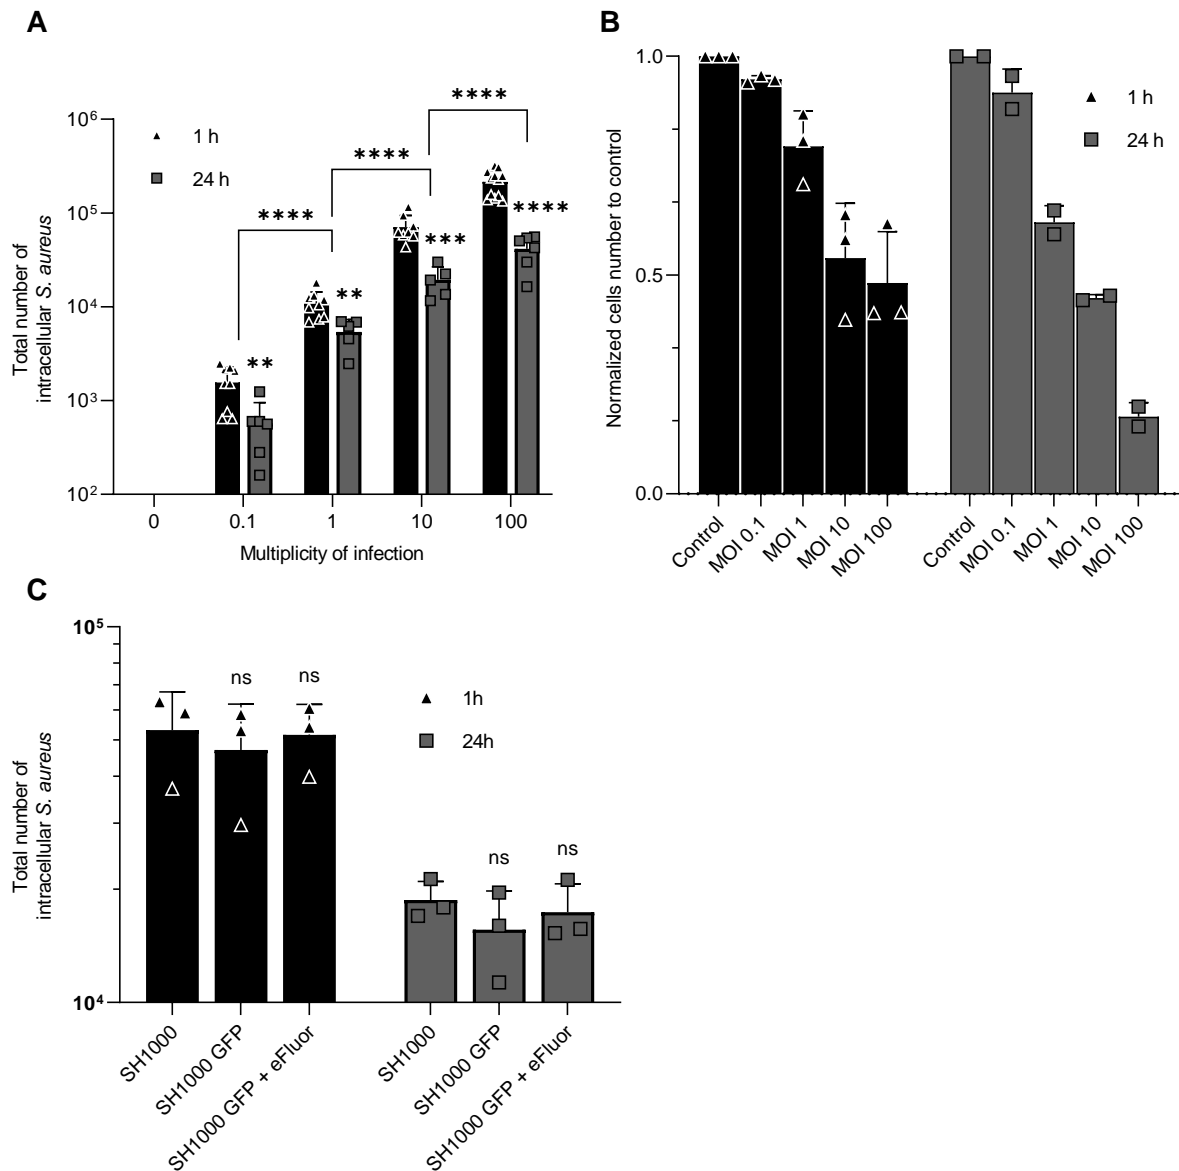 A
Total number of
intracellular S. aureus
10⁶
10⁵
10⁴
10³
10²
1 h
24 h
****
****
****
**
**
***
****
0
0.1
1
10
100
Multiplicity of infection
B
Normalized cells number to control
1.0
0.5
0.0
1 h
24 h
Control
MOI 0.1
MOI 1
MOI 10
MOI 100
Control
MOI 0.1
MOI 1
MOI 10
MOI 100
C
Total number of
intracellular S. aureus
10⁵
10⁴
ns
ns
1h
24h
ns
ns
SH1000
SH1000 GFP
SH1000 GFP + eFluor
SH1000
SH1000 GFP
SH1000 GFP + eFluor